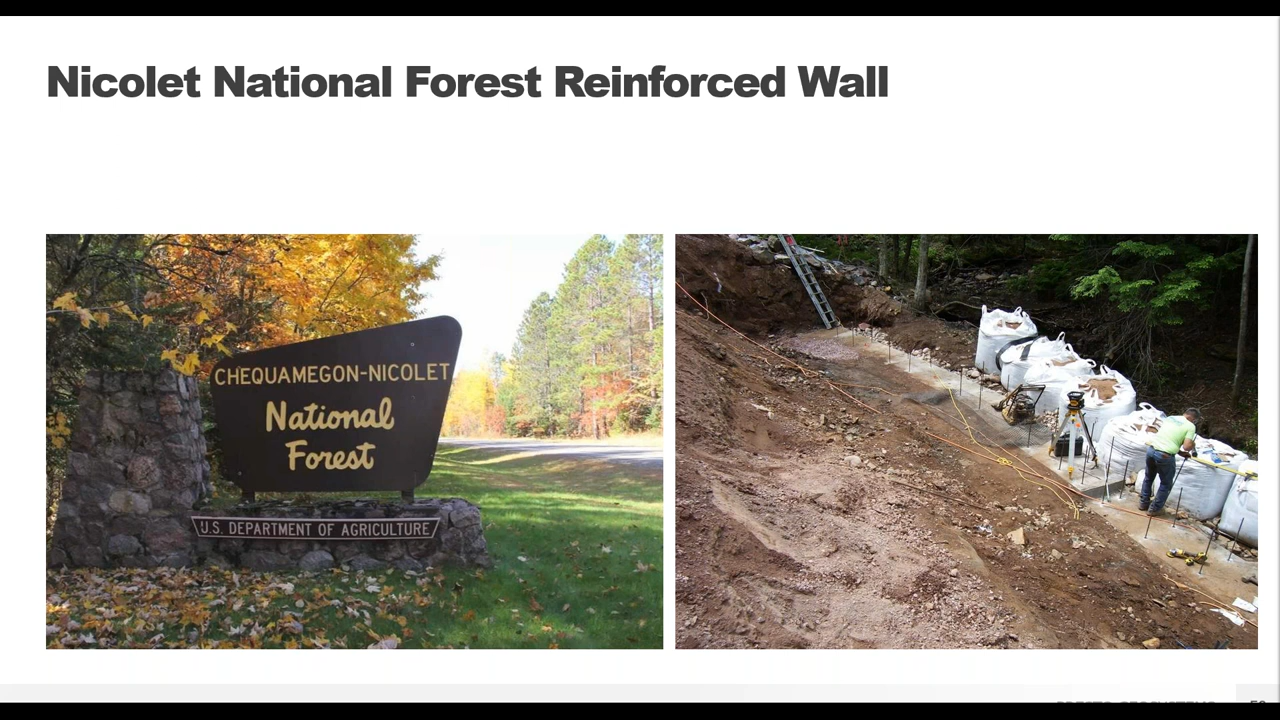 Nicolet National Forest Reinforced Wall
CHEQUAMEGON-NICOLET
National
Forest
U.S. DEPARTMENT OF AGRICULTURE